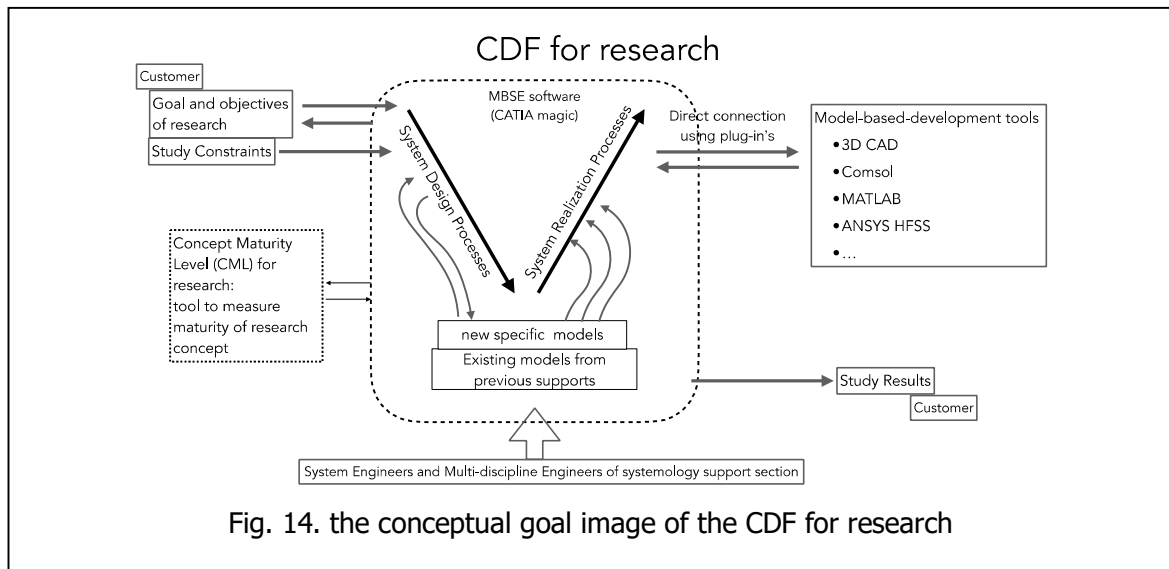 CDF for research
Customer
Goal and objectives
of research
Study Constraints
MBSE software
(CATIA magic)
System Design Processes
System Realization Processes
Direct connection
using plug-in's
Model-based-development tools
•3D CAD
•Comsol
•MATLAB
•ANSYS HFSS
•…
Concept Maturity
Level (CML) for
research:
tool to measure
maturity of research
concept
new specific models
Existing models from
previous supports
Study Results
Customer
System Engineers and Multi-discipline Engineers of systemology support section
Fig. 14. the conceptual goal image of the CDF for research